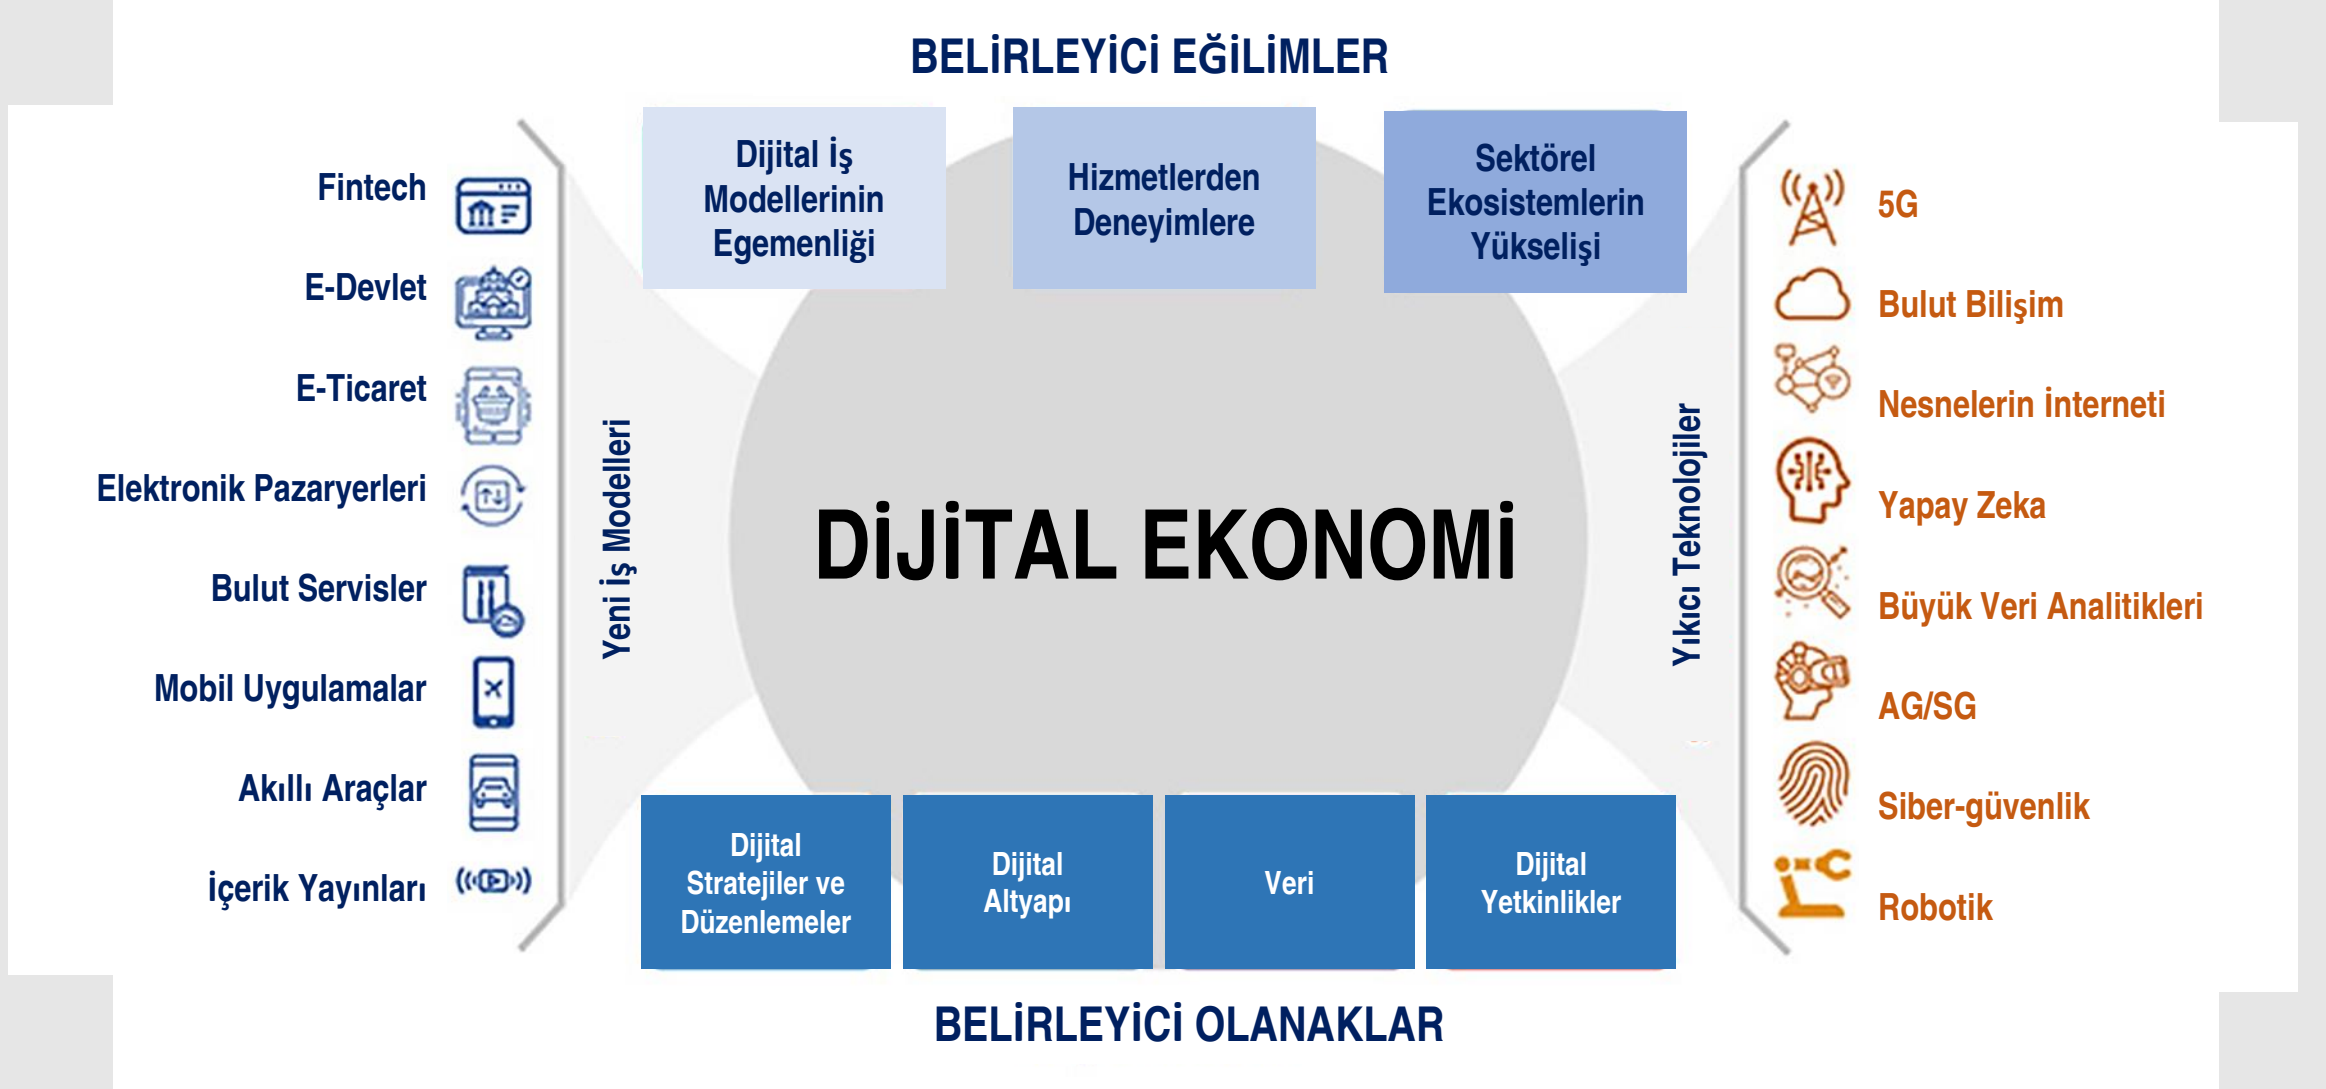 BELİRLEYİCİ EĞİLİMLER
Dijital İş
Modellerinin
Egemenliği
Hizmetlerden
Deneyimlere
Sektörel
Ekosistemlerin
Yükselişi
Fintech
E-Devlet
E-Ticaret
Elektronik Pazaryerleri
Bulut Servisler
Mobil Uygulamalar
Akıllı Araçlar
İçerik Yayınları
Yeni İş Modelleri
DİJİTAL EKONOMİ
Yıkıcı Teknolojiler
5G
Bulut Bilişim
Nesnelerin İnterneti
Yapay Zeka
Büyük Veri Analitikleri
AG/SG
Siber-güvenlik
Robotik
Dijital
Stratejiler ve
Düzenlemeler
Dijital
Altyapı
Veri
Dijital
Yetkinlikler
BELİRLEYİCİ OLANAKLAR